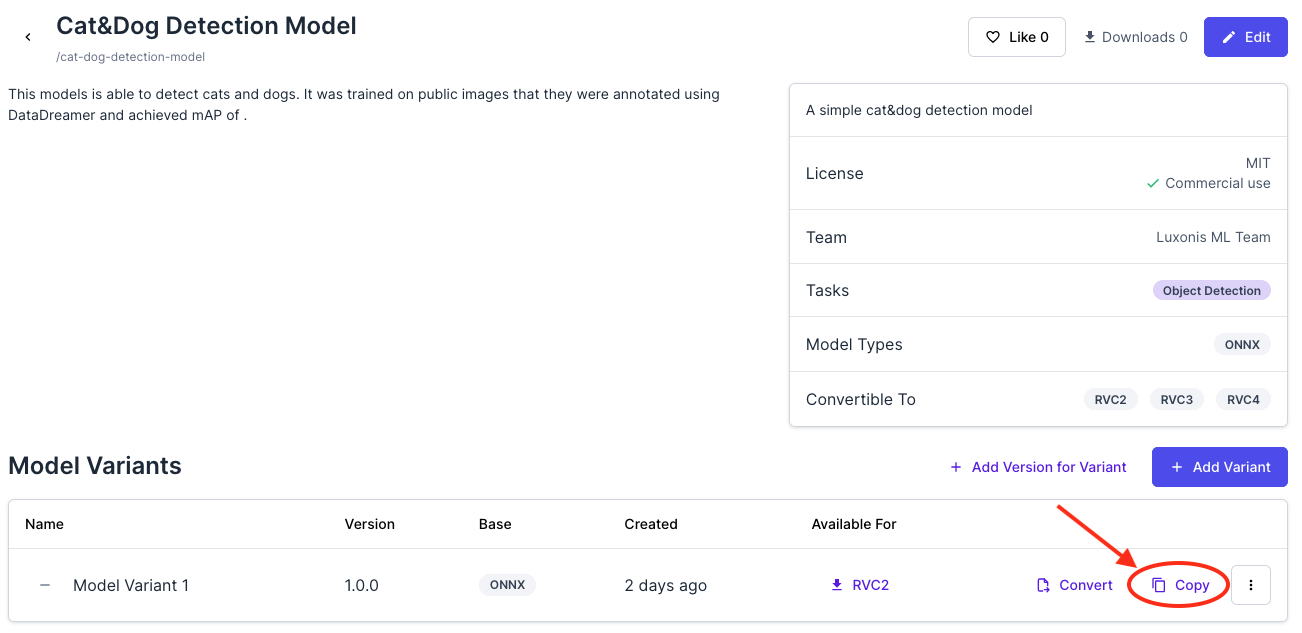 Cat&Dog Detection Model
/cat-dog-detection-model
Like 0
Downloads 0
Edit
This models is able to detect cats and dogs. It was trained on public images that they were annotated using
DataDreamer and achieved mAP of .
A simple cat&dog detection model
License
MIT
Commercial use
Team
Luxonis ML Team
Tasks
Object Detection
Model Types
ONNX
Convertible To
RVC2 RVC3 RVC4
Model Variants
+ Add Version for Variant
+ Add Variant
Name Version Base Created Available For
Model Variant 1 1.0.0 ONNX 2 days ago RVC2 Convert Copy